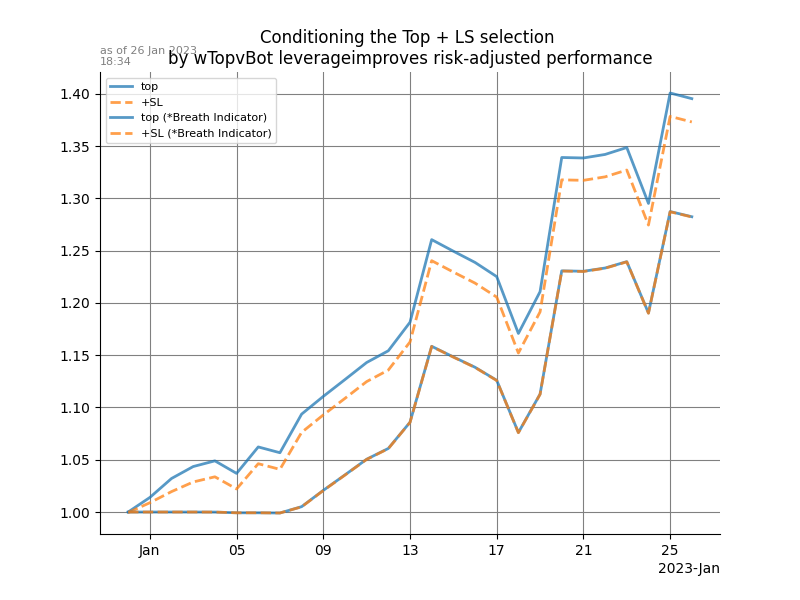 Conditioning the Top + LS selection
by wTopvBot leverageimproves risk-adjusted performance
as of 26 Jan 2023
18:34
top
+SL
top (*Breath Indicator)
+SL (*Breath Indicator)
1.40
1.35
1.30
1.25
1.20
1.15
1.10
1.05
1.00
Jan 05 09 13 17 21 25
2023-Jan